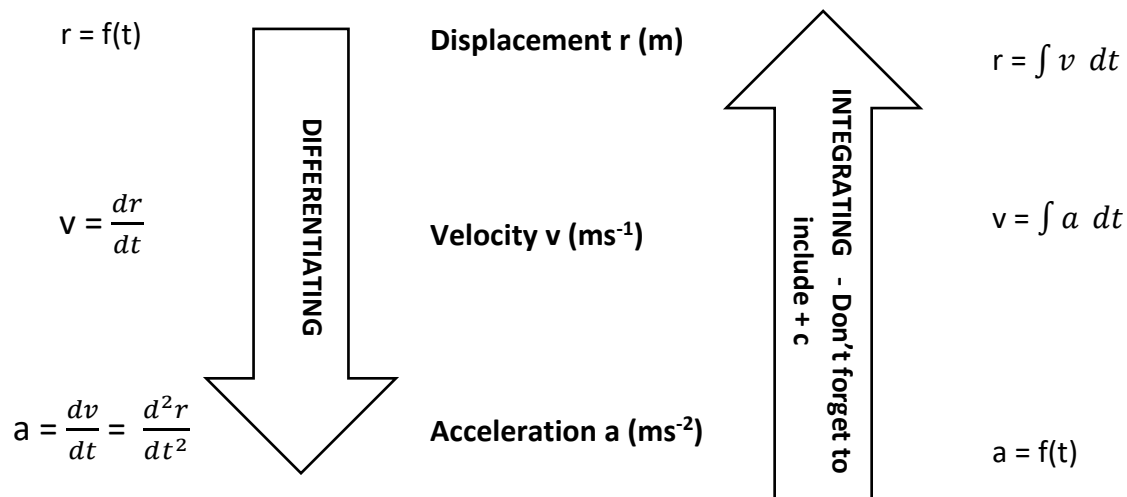 r = f(t)
Displacement r (m)
r = ∫ v dt
DIFFERENTIATING
INTEGRATING - Don't forget to
include + c
v = dr/dt
Velocity v (ms⁻¹)
v = ∫ a dt
a = dv/dt = d²r/dt²
Acceleration a (ms⁻²)
a = f(t)